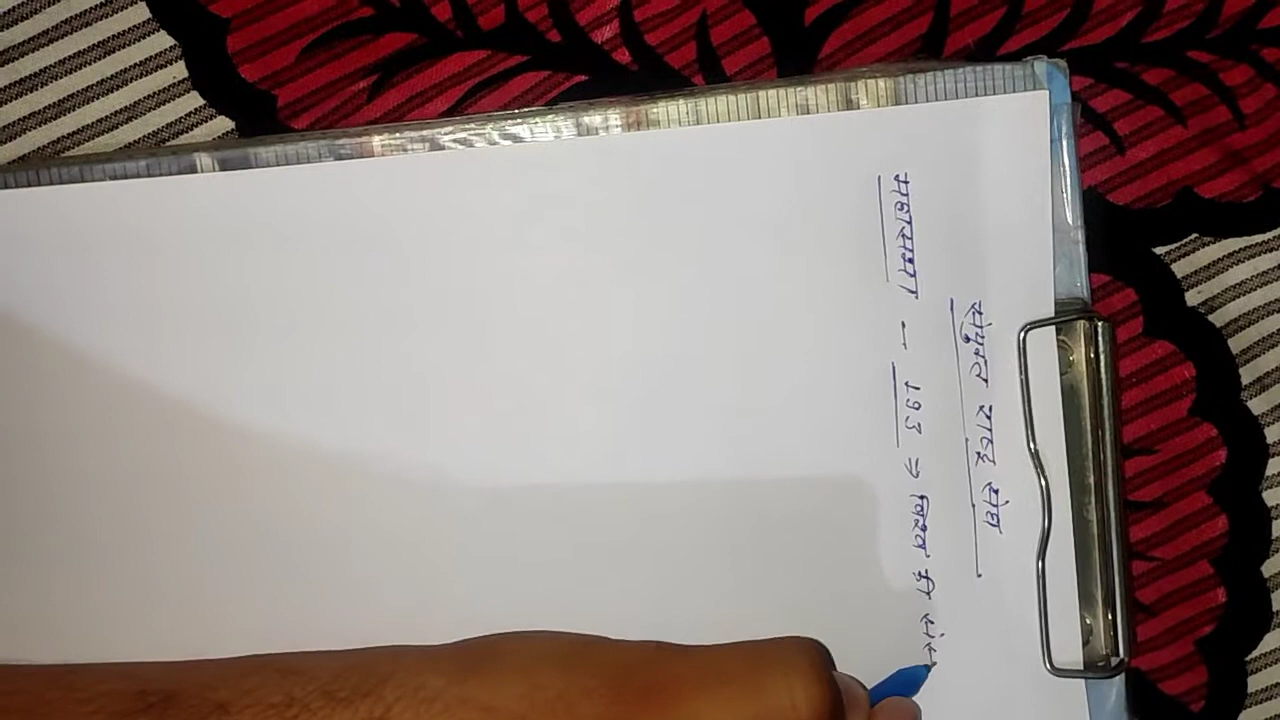 संयुक्त राष्ट्र संघ
महासभा - 193 ⇒ विश्व की सं